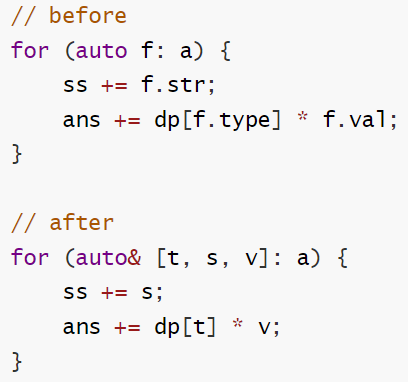 // before
for (auto f: a) {
    ss += f.str;
    ans += dp[f.type] * f.val;
}

// after
for (auto& [t, s, v]: a) {
    ss += s;
    ans += dp[t] * v;
}